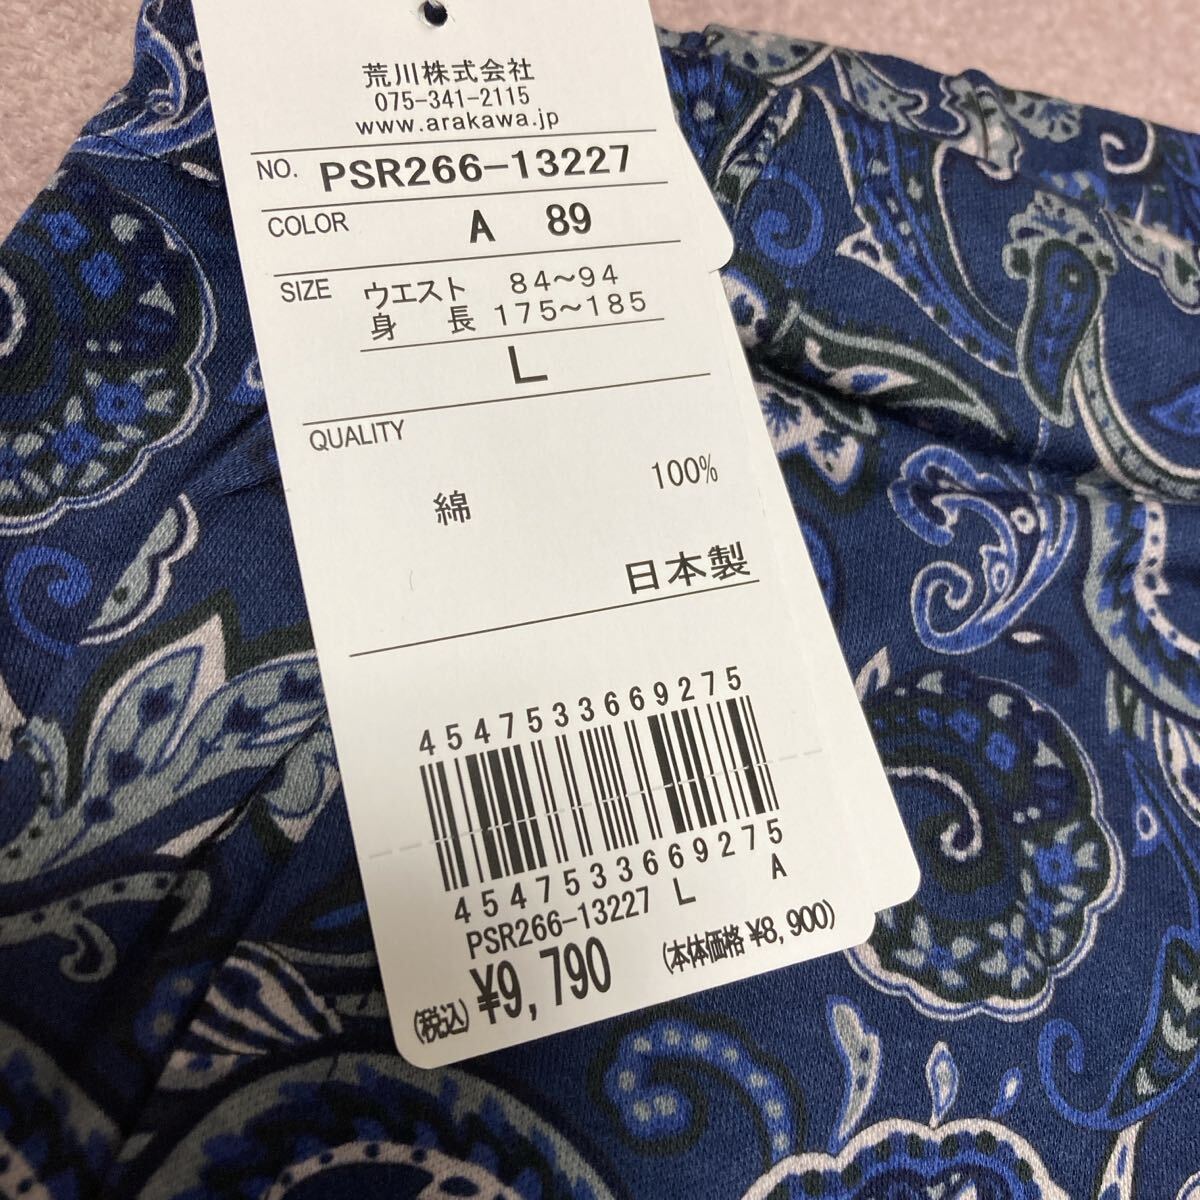 荒川株式会社
075-341-2115
www.arakawa.jp
NO. PSR266-13227
COLOR A 89
SIZE ウエスト 84〜94
身長 175〜185
L
QUALITY
綿 100%
日本製
4547533669275
4547533669275
PSR266-13227 L A
(税込) ¥9,790 (本体価格 ¥8,900)